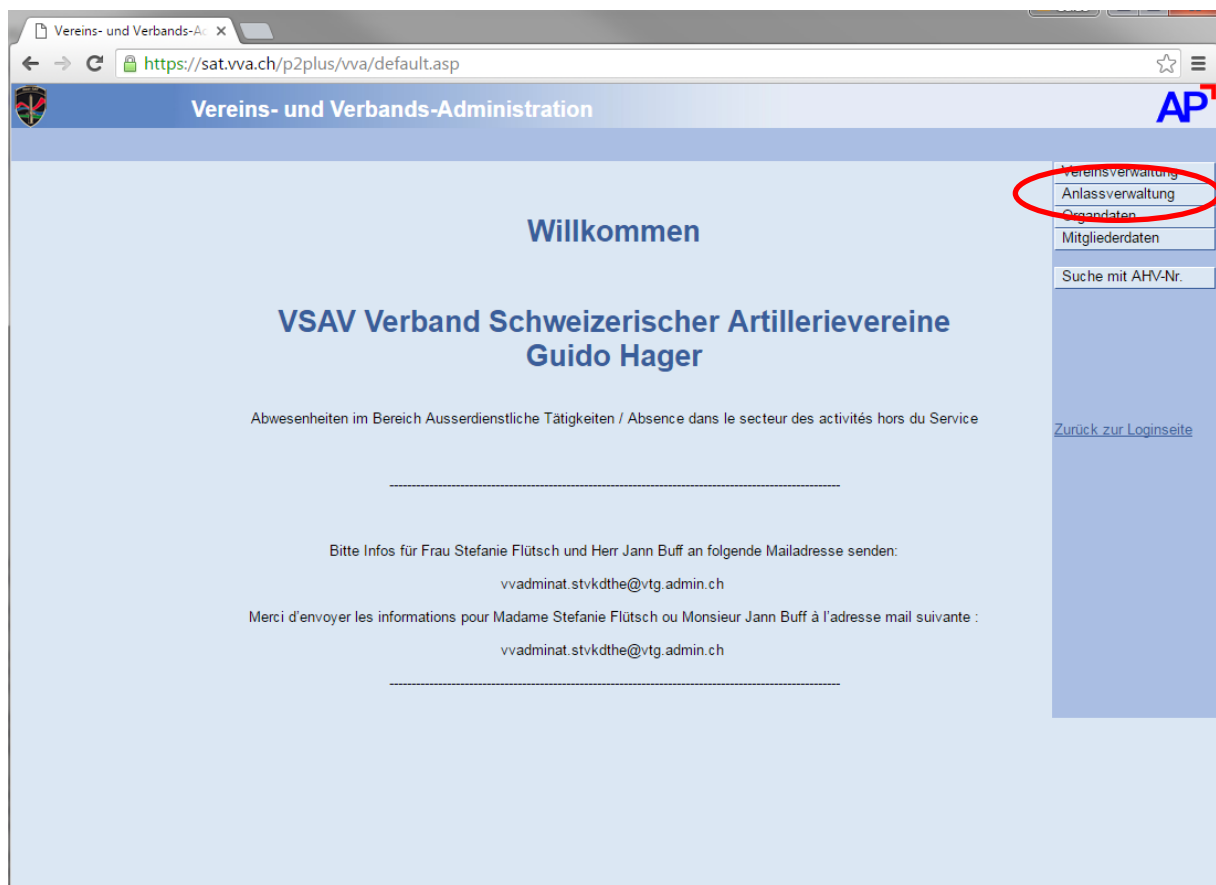 Vereins- und Verbands-Ad
https://sat.vva.ch/p2plus/vva/default.asp
Vereins- und Verbands-Administration
AP
Vereinsverwaltung
Anlassverwaltung
Organdaten
Mitgliederdaten
Suche mit AHV-Nr.
Zurück zur Loginseite
Willkommen
VSAV Verband Schweizerischer Artillerievereine
Guido Hager
Abwesenheiten im Bereich Ausserdienstliche Tätigkeiten / Absence dans le secteur des activités hors du Service
Bitte Infos für Frau Stefanie Flütsch und Herr Jann Buff an folgende Mailadresse senden:
vvadminat.stvkdthe@vtg.admin.ch
Merci d'envoyer les informations pour Madame Stefanie Flütsch ou Monsieur Jann Buff à l'adresse mail suivante :
vvadminat.stvkdthe@vtg.admin.ch